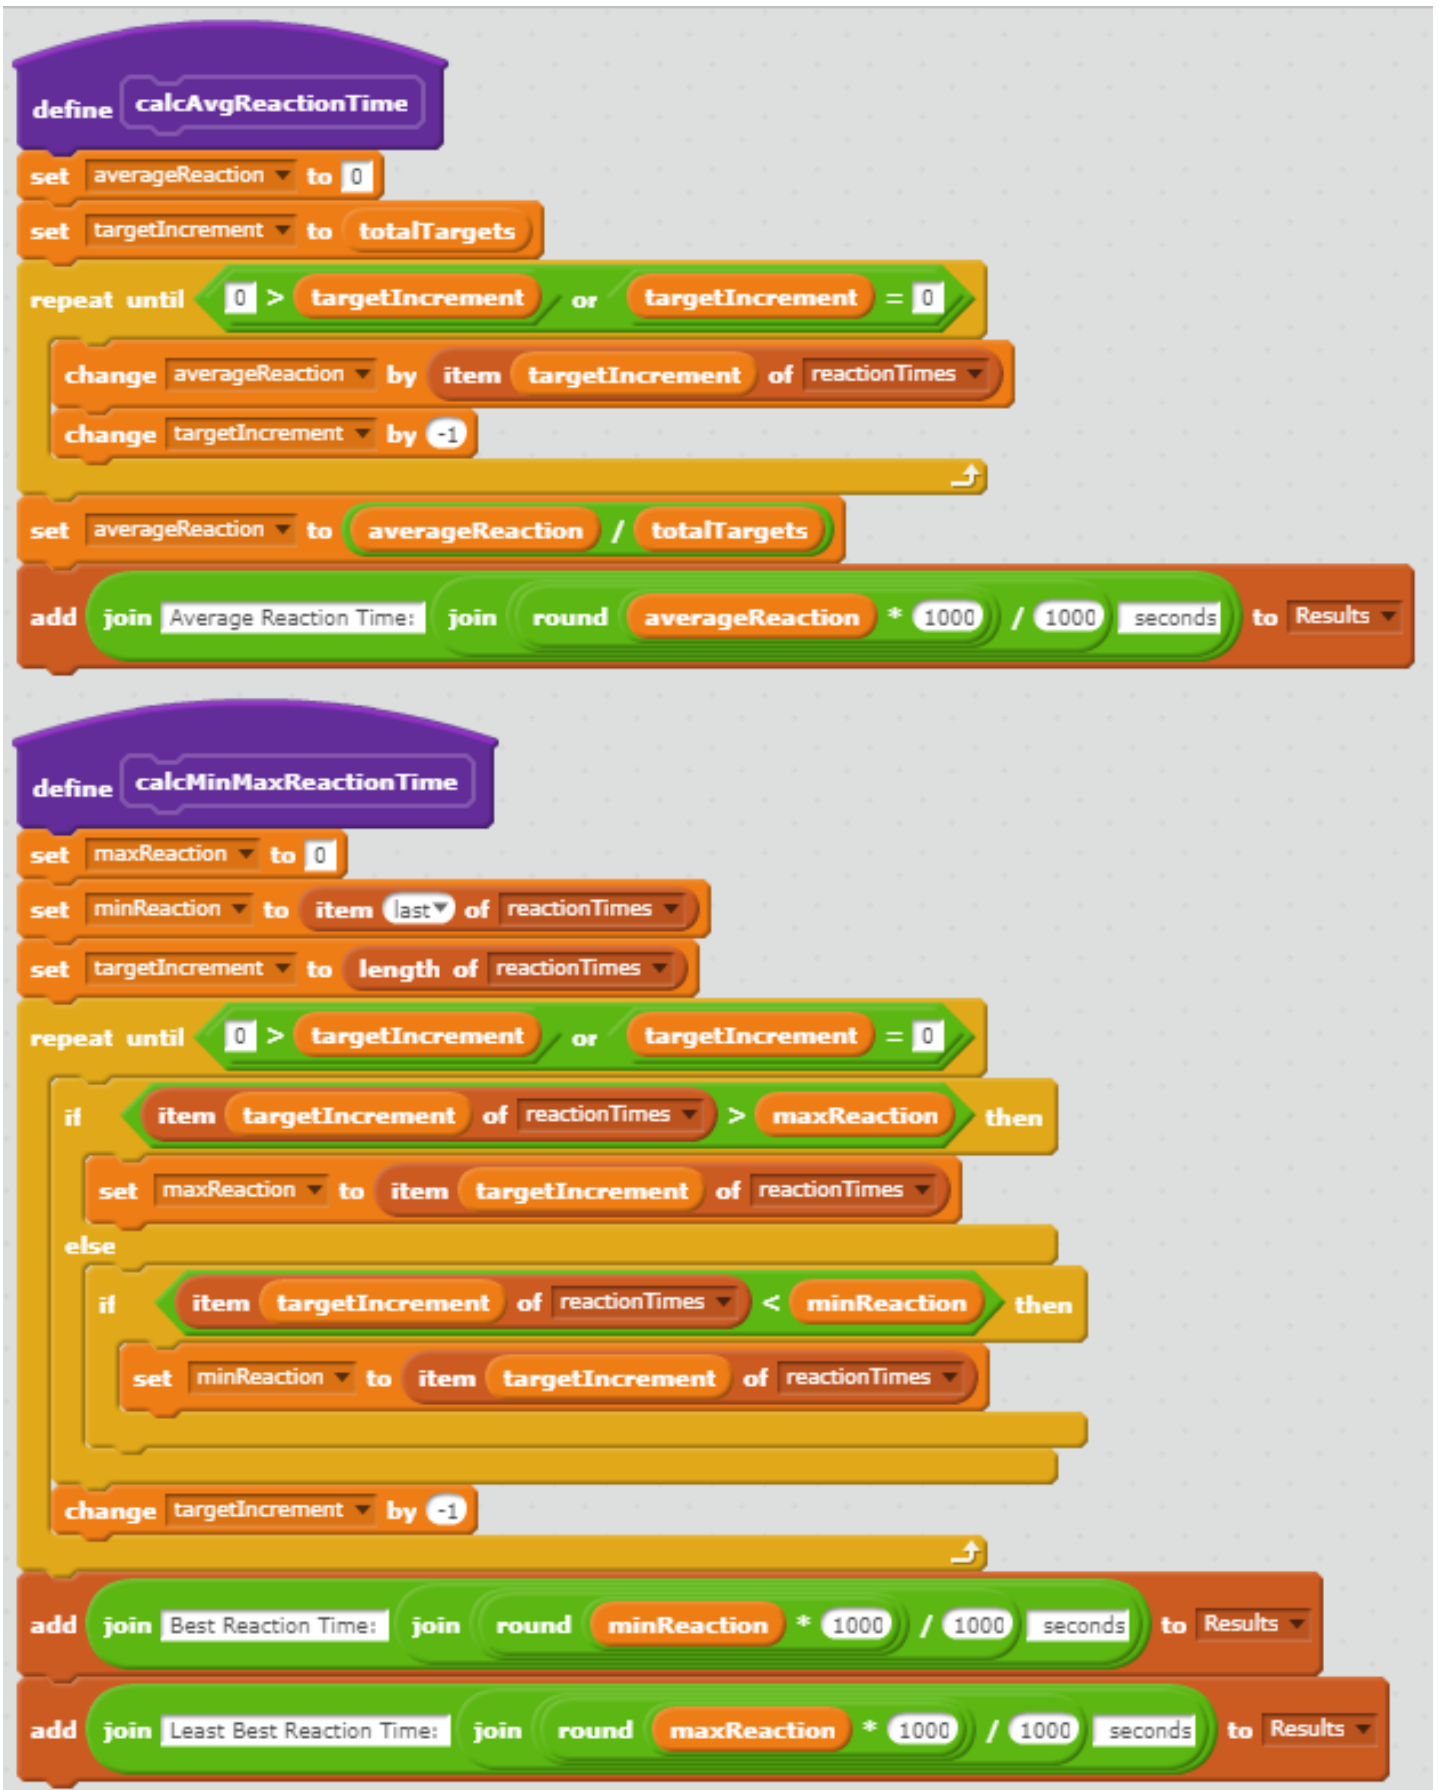 define calcAvgReactionTime
set averageReaction to 0
set targetIncrement to totalTargets
repeat until 0 > targetIncrement or targetIncrement = 0
change averageReaction by item targetIncrement of reactionTimes
change targetIncrement by -1
set averageReaction to averageReaction / totalTargets
add join Average Reaction Time: join round averageReaction * 1000 / 1000 seconds to Results
define calcMinMaxReactionTime
set maxReaction to 0
set minReaction to item last of reactionTimes
set targetIncrement to length of reactionTimes
repeat until 0 > targetIncrement or targetIncrement = 0
if item targetIncrement of reactionTimes > maxReaction then
set maxReaction to item targetIncrement of reactionTimes
else
if item targetIncrement of reactionTimes < minReaction then
set minReaction to item targetIncrement of reactionTimes
change targetIncrement by -1
add join Best Reaction Time: join round minReaction * 1000 / 1000 seconds to Results
add join Least Best Reaction Time: join round maxReaction * 1000 / 1000 seconds to Results